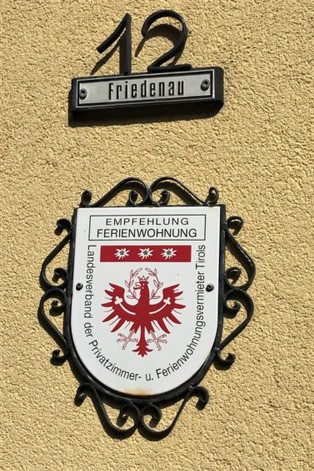 12
Friedenau
EMPFEHLUNG
FERIENWOHNUNG
Landesverband der Privatzimmer- u. Ferienwohnungsvermieter Tirols